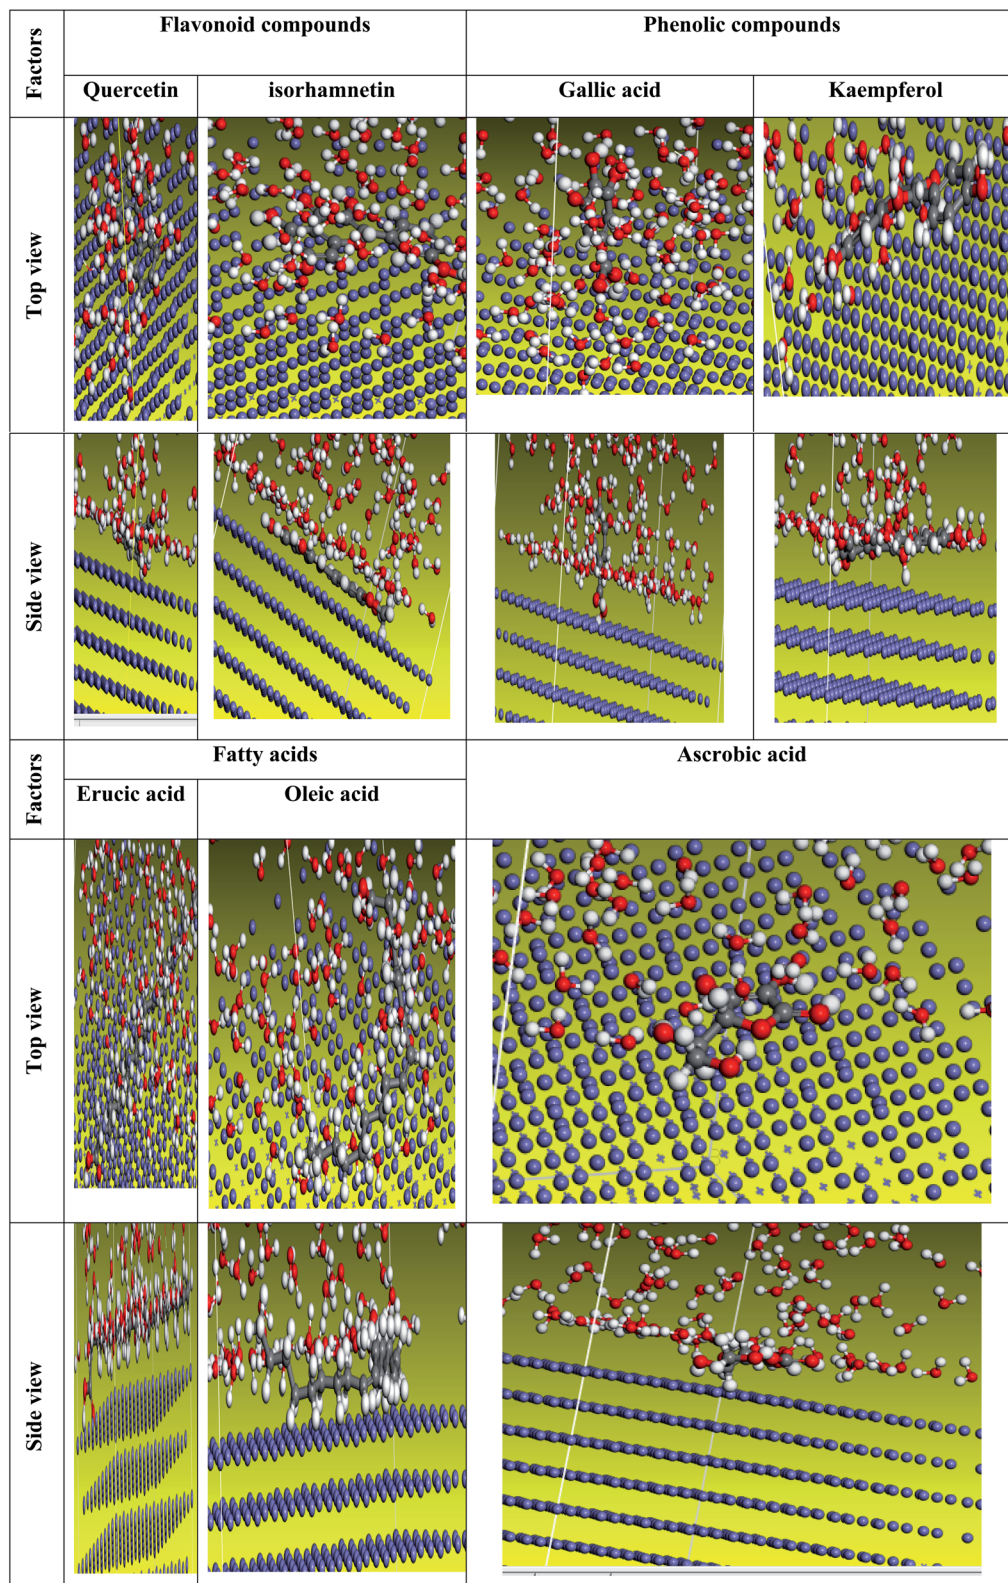 Factors
Flavonoid compounds
Phenolic compounds
Quercetin
isorhamnetin
Gallic acid
Kaempferol
Top view
Side view
Factors
Fatty acids
Ascrobic acid
Erucic acid
Oleic acid
Top view
Side view